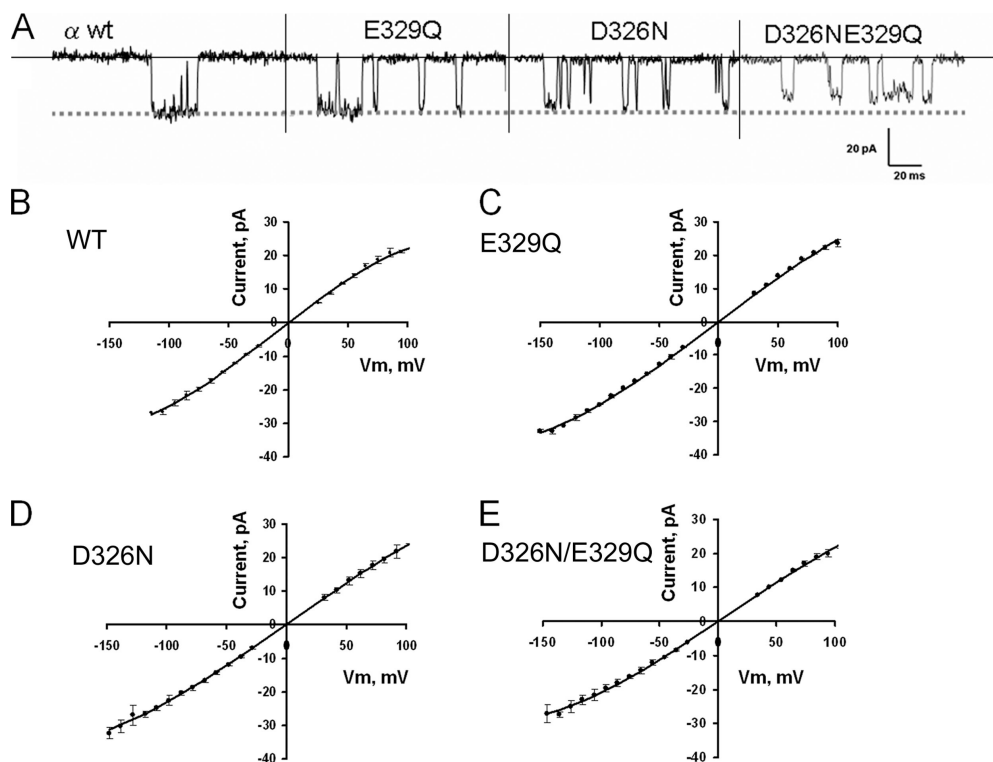 A
α wt
E329Q
D326N
D326NE329Q
20 pA
20 ms
B
WT
Current, pA
30
20
10
0
-10
-20
-30
-40
-150
-100
-50
0
50
100
Vm, mV
C
E329Q
Current, pA
30
20
10
0
-10
-20
-30
-40
-150
-100
-50
0
50
100
Vm, mV
D
D326N
Current, pA
30
20
10
0
-10
-20
-30
-40
-150
-100
-50
0
50
100
Vm, mV
E
D326N/E329Q
Current, pA
30
20
10
0
-10
-20
-30
-40
-150
-100
-50
0
50
100
Vm, mV